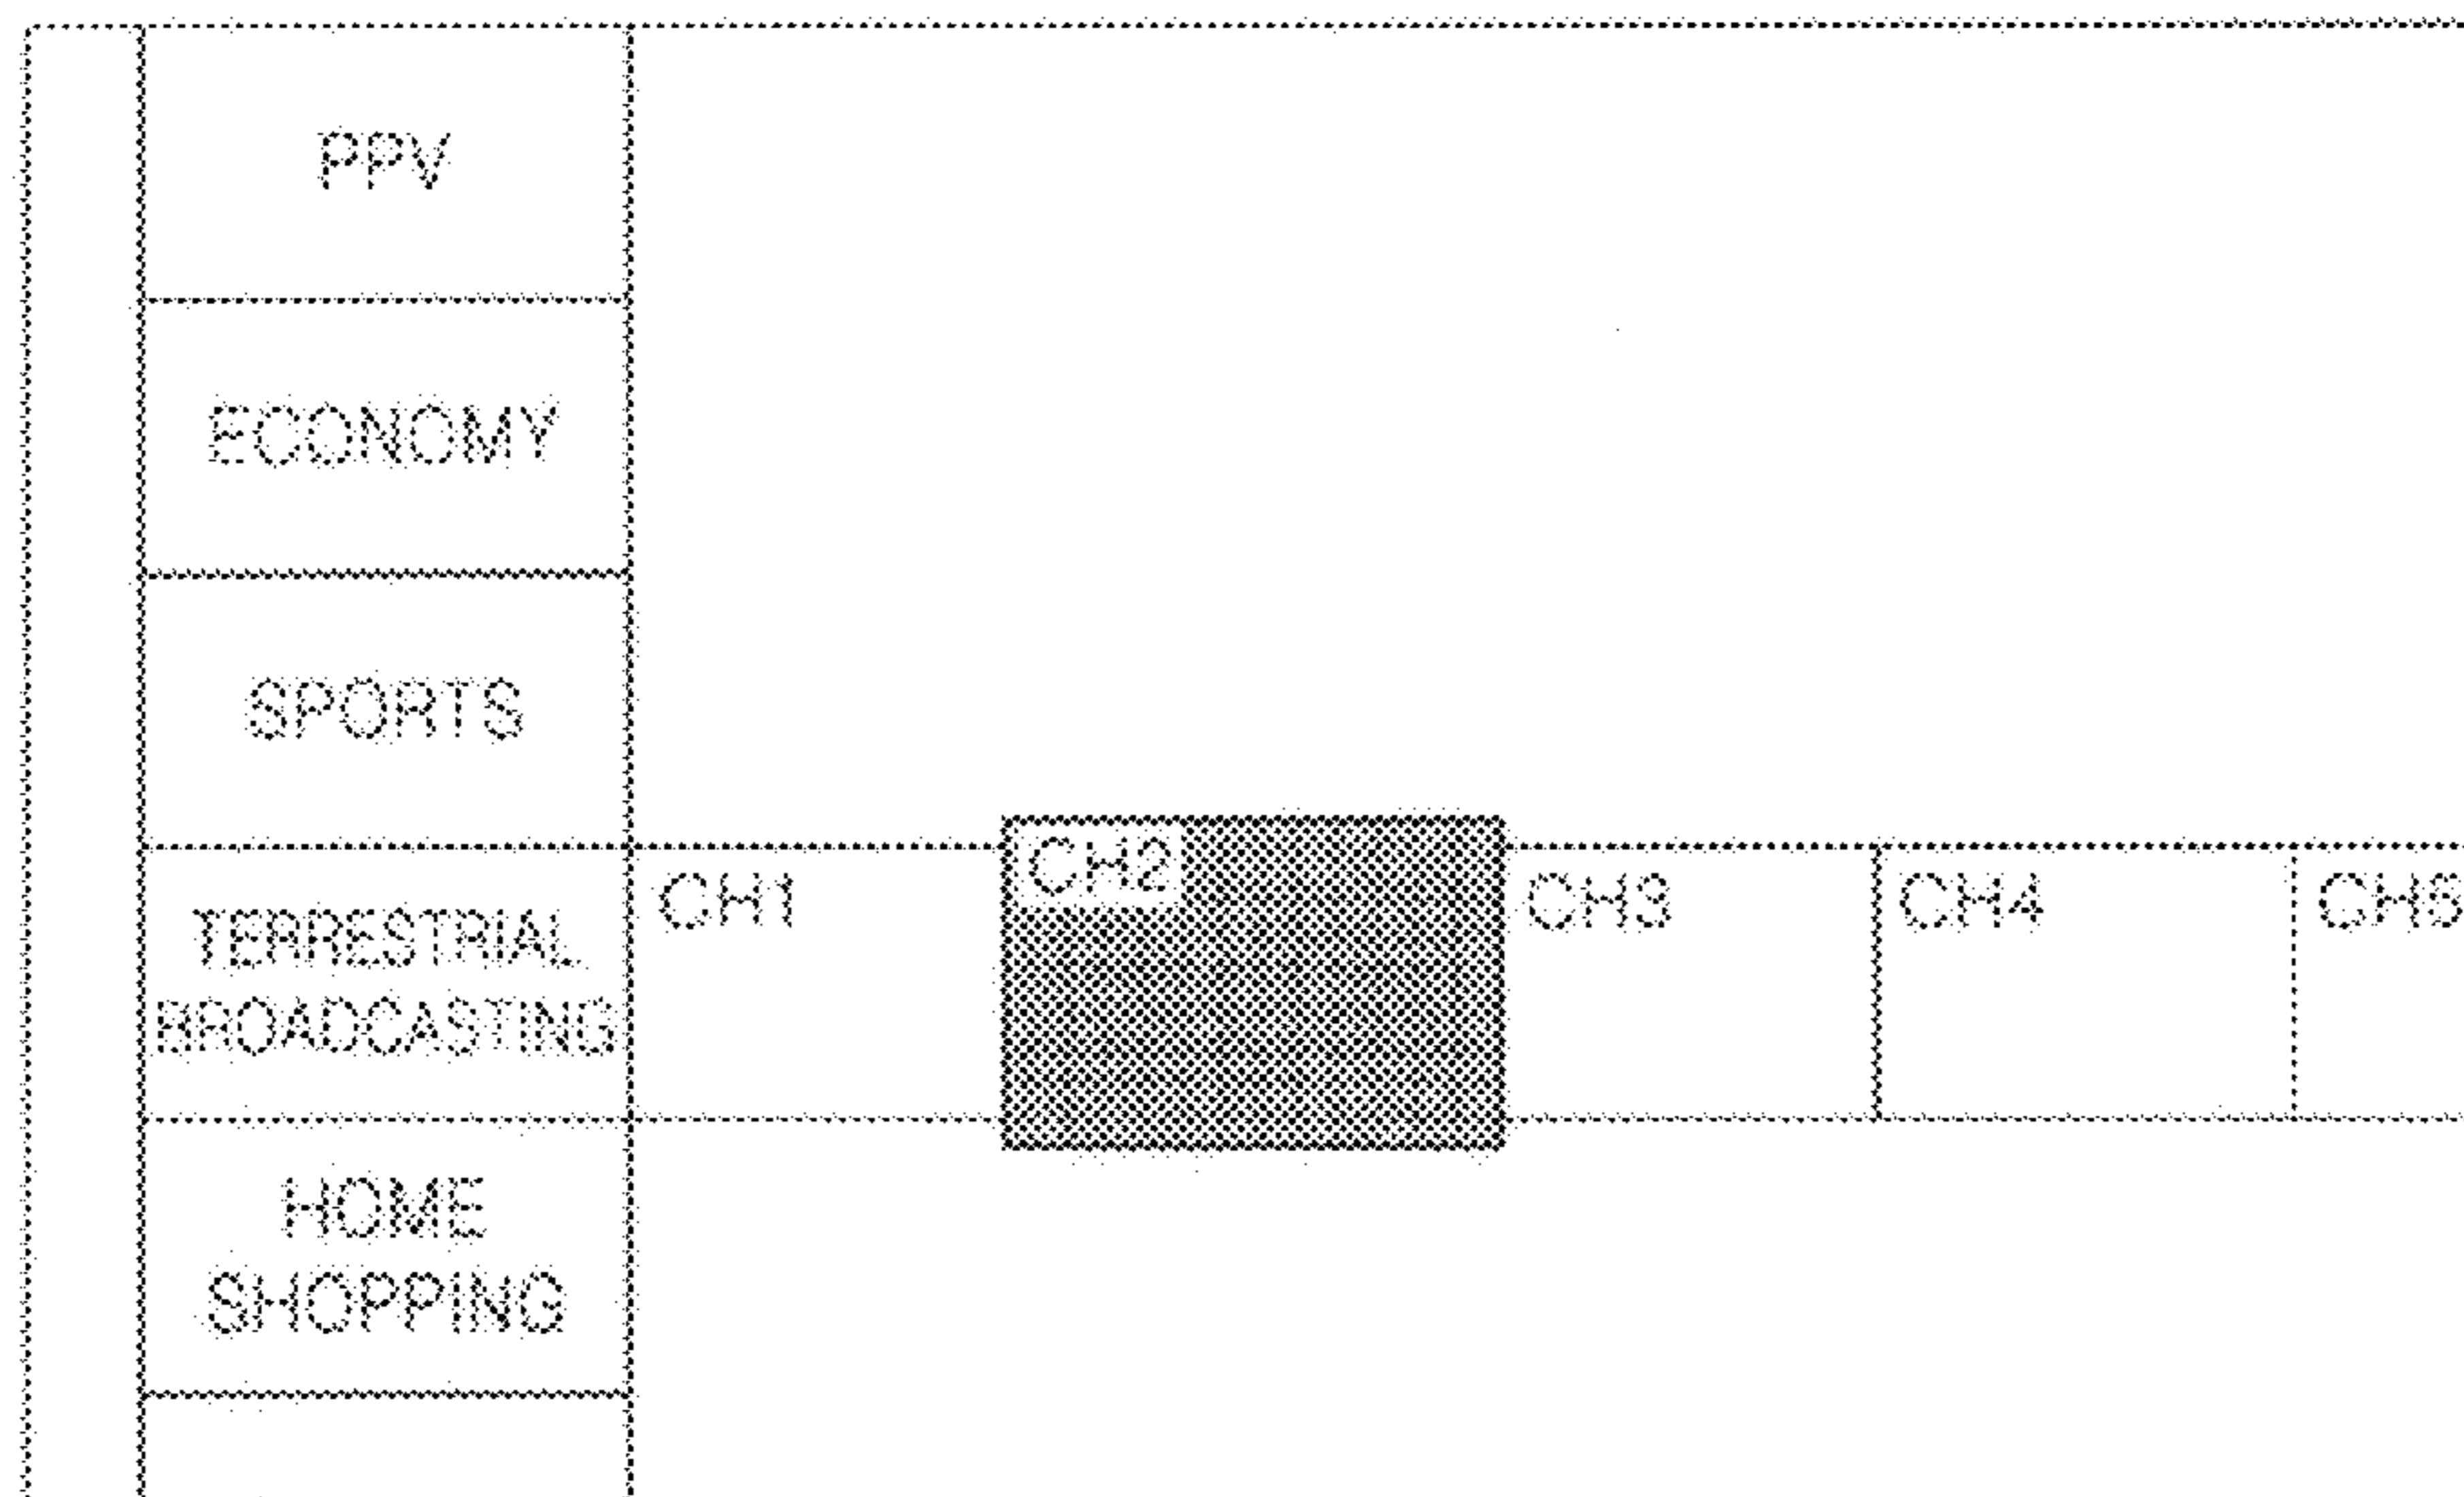 PPV
ECONOMY
SPORTS
TERRESTRIAL
BROADCASTING
CH1
CH2
CH3
CH4
HOME
SHOPPING